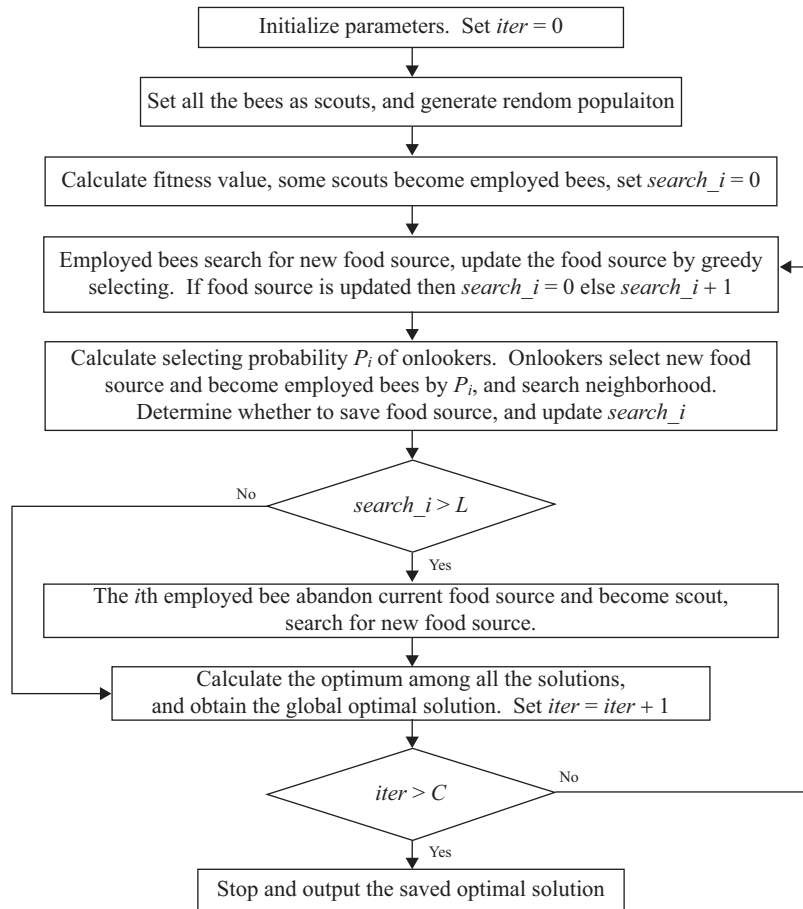 Initialize parameters. Set iter = 0
Set all the bees as scouts, and generate rendom populaiton
Calculate fitness value, some scouts become employed bees, set search_i = 0
Employed bees search for new food source, update the food source by greedy
selecting. If food source is updated then search_i = 0 else search_i + 1
Calculate selecting probability P_i of onlookers. Onlookers select new food
source and become employed bees by P_i, and search neighborhood.
Determine whether to save food source, and update search_i
No
search_i > L
Yes
The ith employed bee abandon current food source and become scout,
search for new food source.
Calculate the optimum among all the solutions,
and obtain the global optimal solution. Set iter = iter + 1
iter > C
No
Yes
Stop and output the saved optimal solution